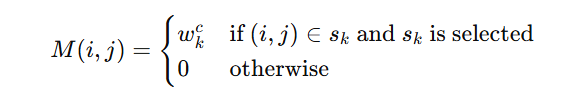 M(i, j) = { w_k^c if (i, j) ∈ s_k and s_k is selected
0 otherwise